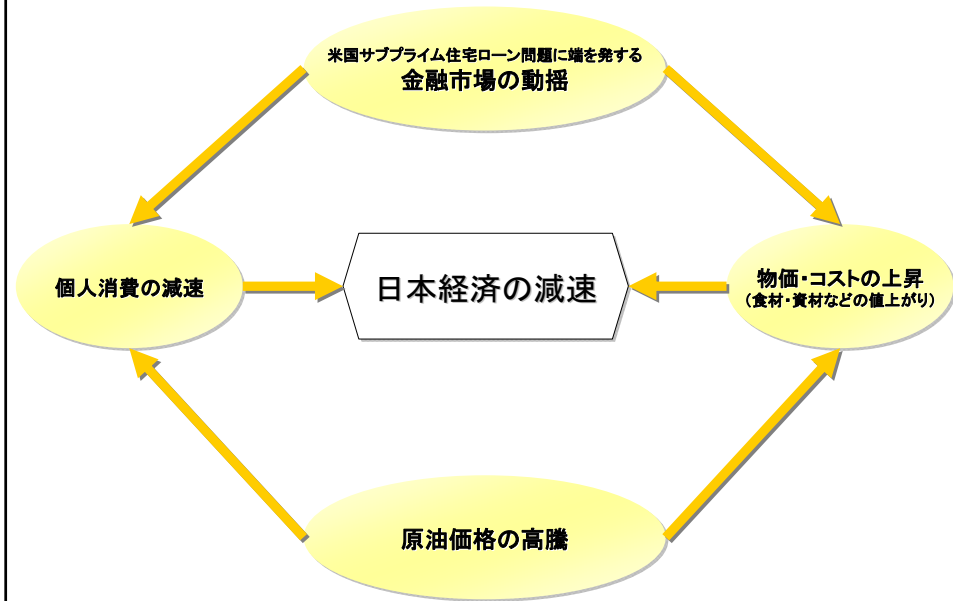 米国サブプライム住宅ローン問題に端を発する
金融市場の動揺
個人消費の減速
日本経済の減速
物価・コストの上昇
(食材・資材などの値上がり)
原油価格の高騰